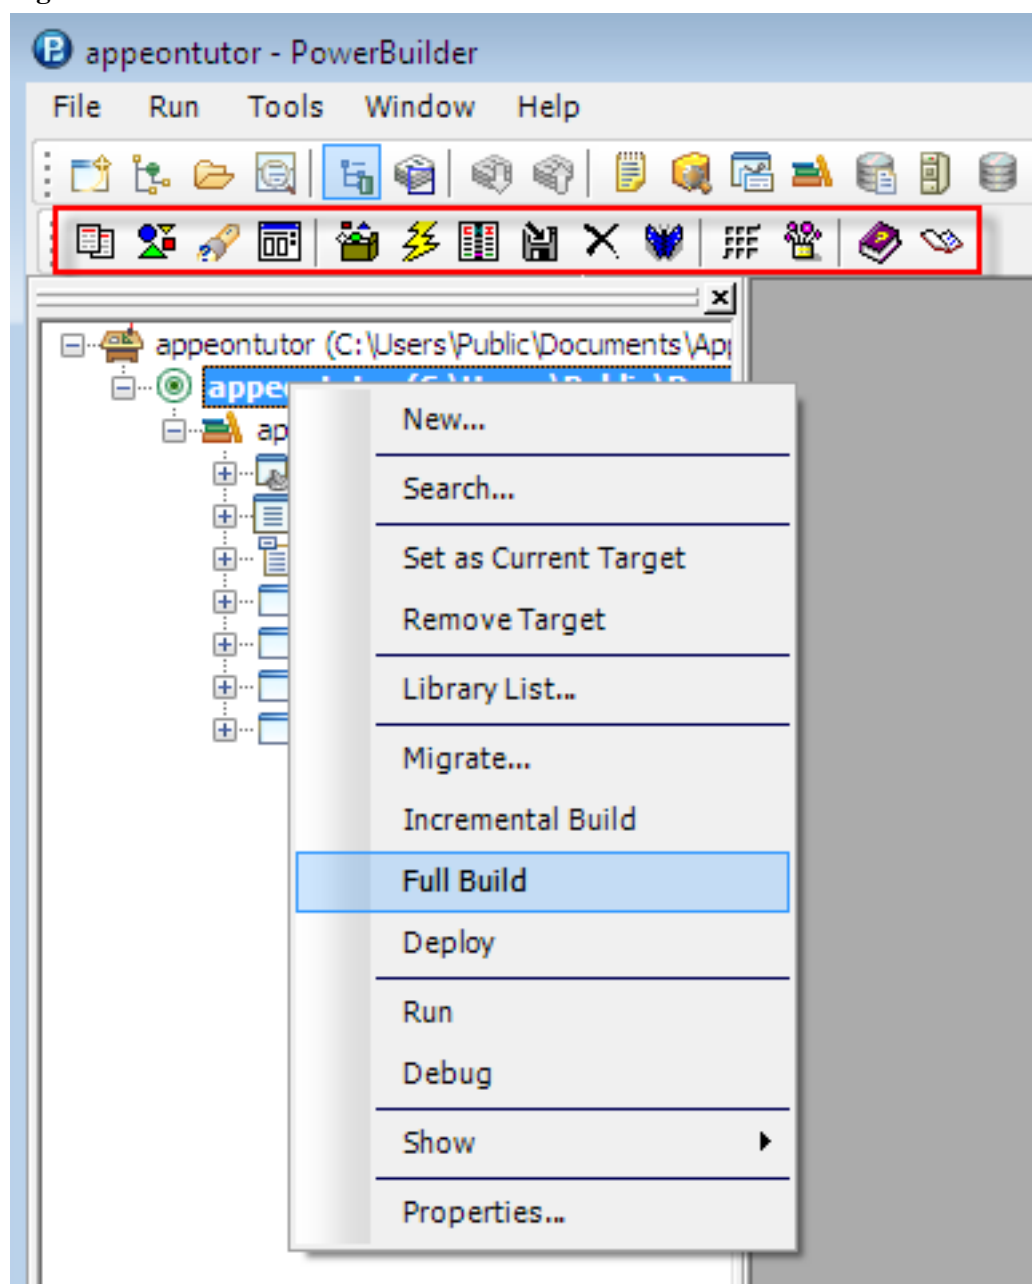 appeontutor - PowerBuilder
File Run Tools Window Help
appeontutor (C:\Users\Public\Documents\App
New...
Search...
Set as Current Target
Remove Target
Library List...
Migrate...
Incremental Build
Full Build
Deploy
Run
Debug
Show
Properties...